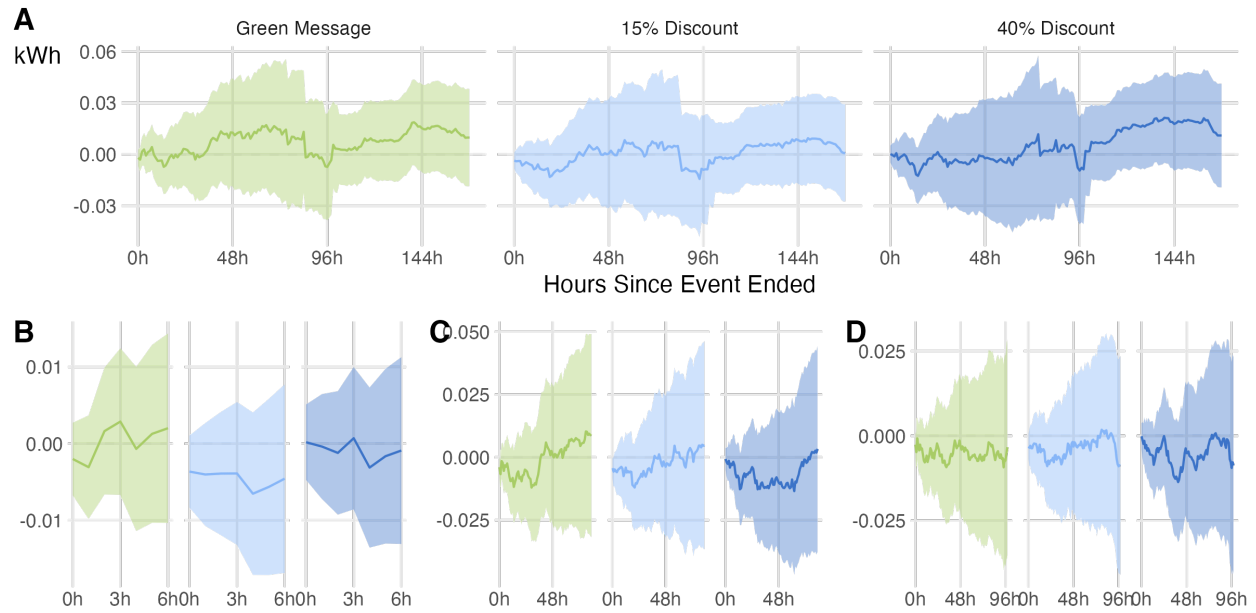 A
Green Message 15% Discount 40% Discount
kWh
0.06
0.03
0.00
-0.03
0h 48h 96h 144h 0h 48h 96h 144h 0h 48h 96h 144h
Hours Since Event Ended
B C D
0.01
0.00
-0.01
0h 3h 6h 0h 3h 6h 0h 3h 6h
0.050
0.025
0.000
-0.025
0h 48h 0h 48h 0h 48h
0.025
0.000
-0.025
0h 48h 96h 0h 48h 96h 0h 48h 96h